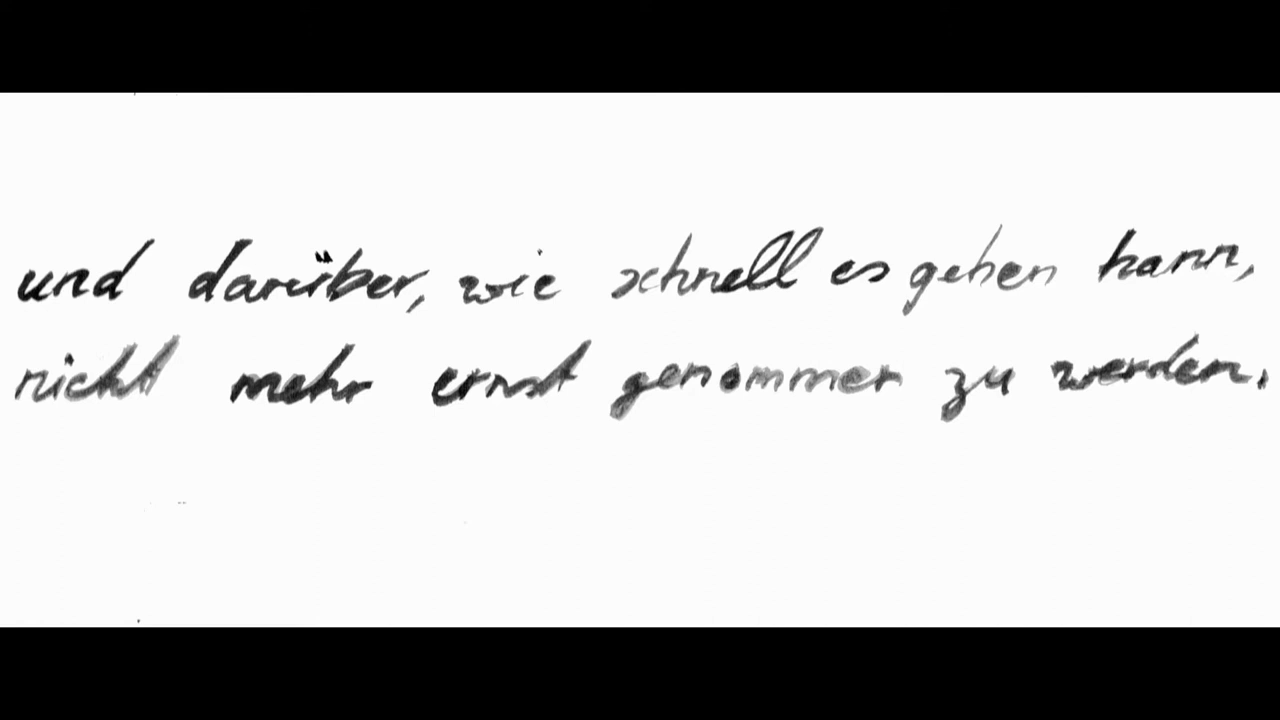 und darüber, wie schnell es gehen kann,
nicht mehr ernst genommen zu werden.